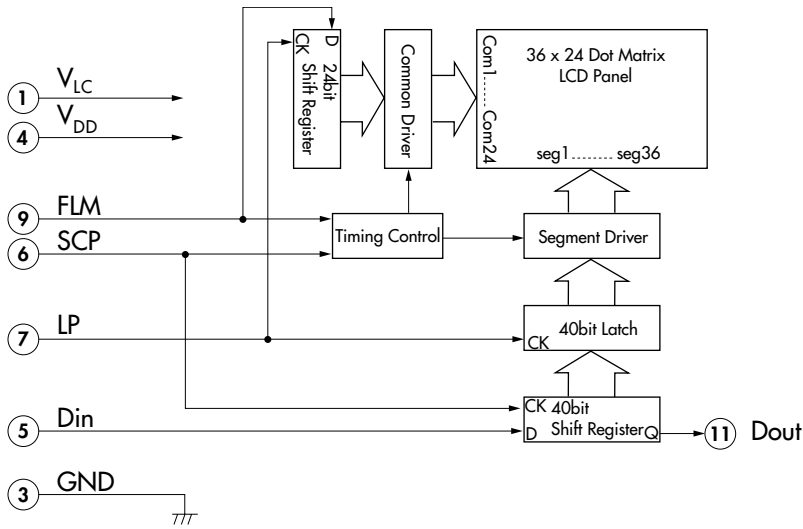 D
CK
24bit
Shift Register
Common Driver
Com1......Com24
36 x 24 Dot Matrix
LCD Panel
seg1........ seg36
1 VLC
4 VDD
9 FLM
Timing Control
Segment Driver
6 SCP
7 LP
40bit Latch
CK
CK 40bit
D Shift Register Q
5 Din
11 Dout
3 GND